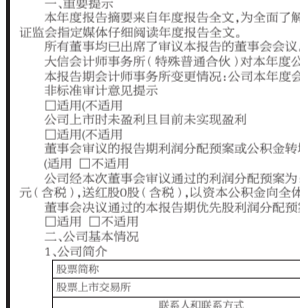 一、重要提示
本年度报告摘要来自年度报告全文,为全面了解
证监会指定媒体仔细阅读年度报告全文。
所有董事均已出席了审议本报告的董事会会议。
大信会计师事务所(特殊普通合伙)对本年度公
本报告期会计师事务所变更情况:公司本年度会
非标准审计意见提示
□适用(不适用
公司上市时未盈利且目前未实现盈利
□适用(不适用
董事会审议的报告期利润分配预案或公积金转
(适用 □不适用
公司经本次董事会审议通过的利润分配预案为
元(含税),送红股0股(含税),以资本公积金向全体
董事会决议通过的本报告期优先股利润分配预
□适用 □不适用
二、公司基本情况
1、公司简介
股票简称
股票上市交易所
联系人和联系方式